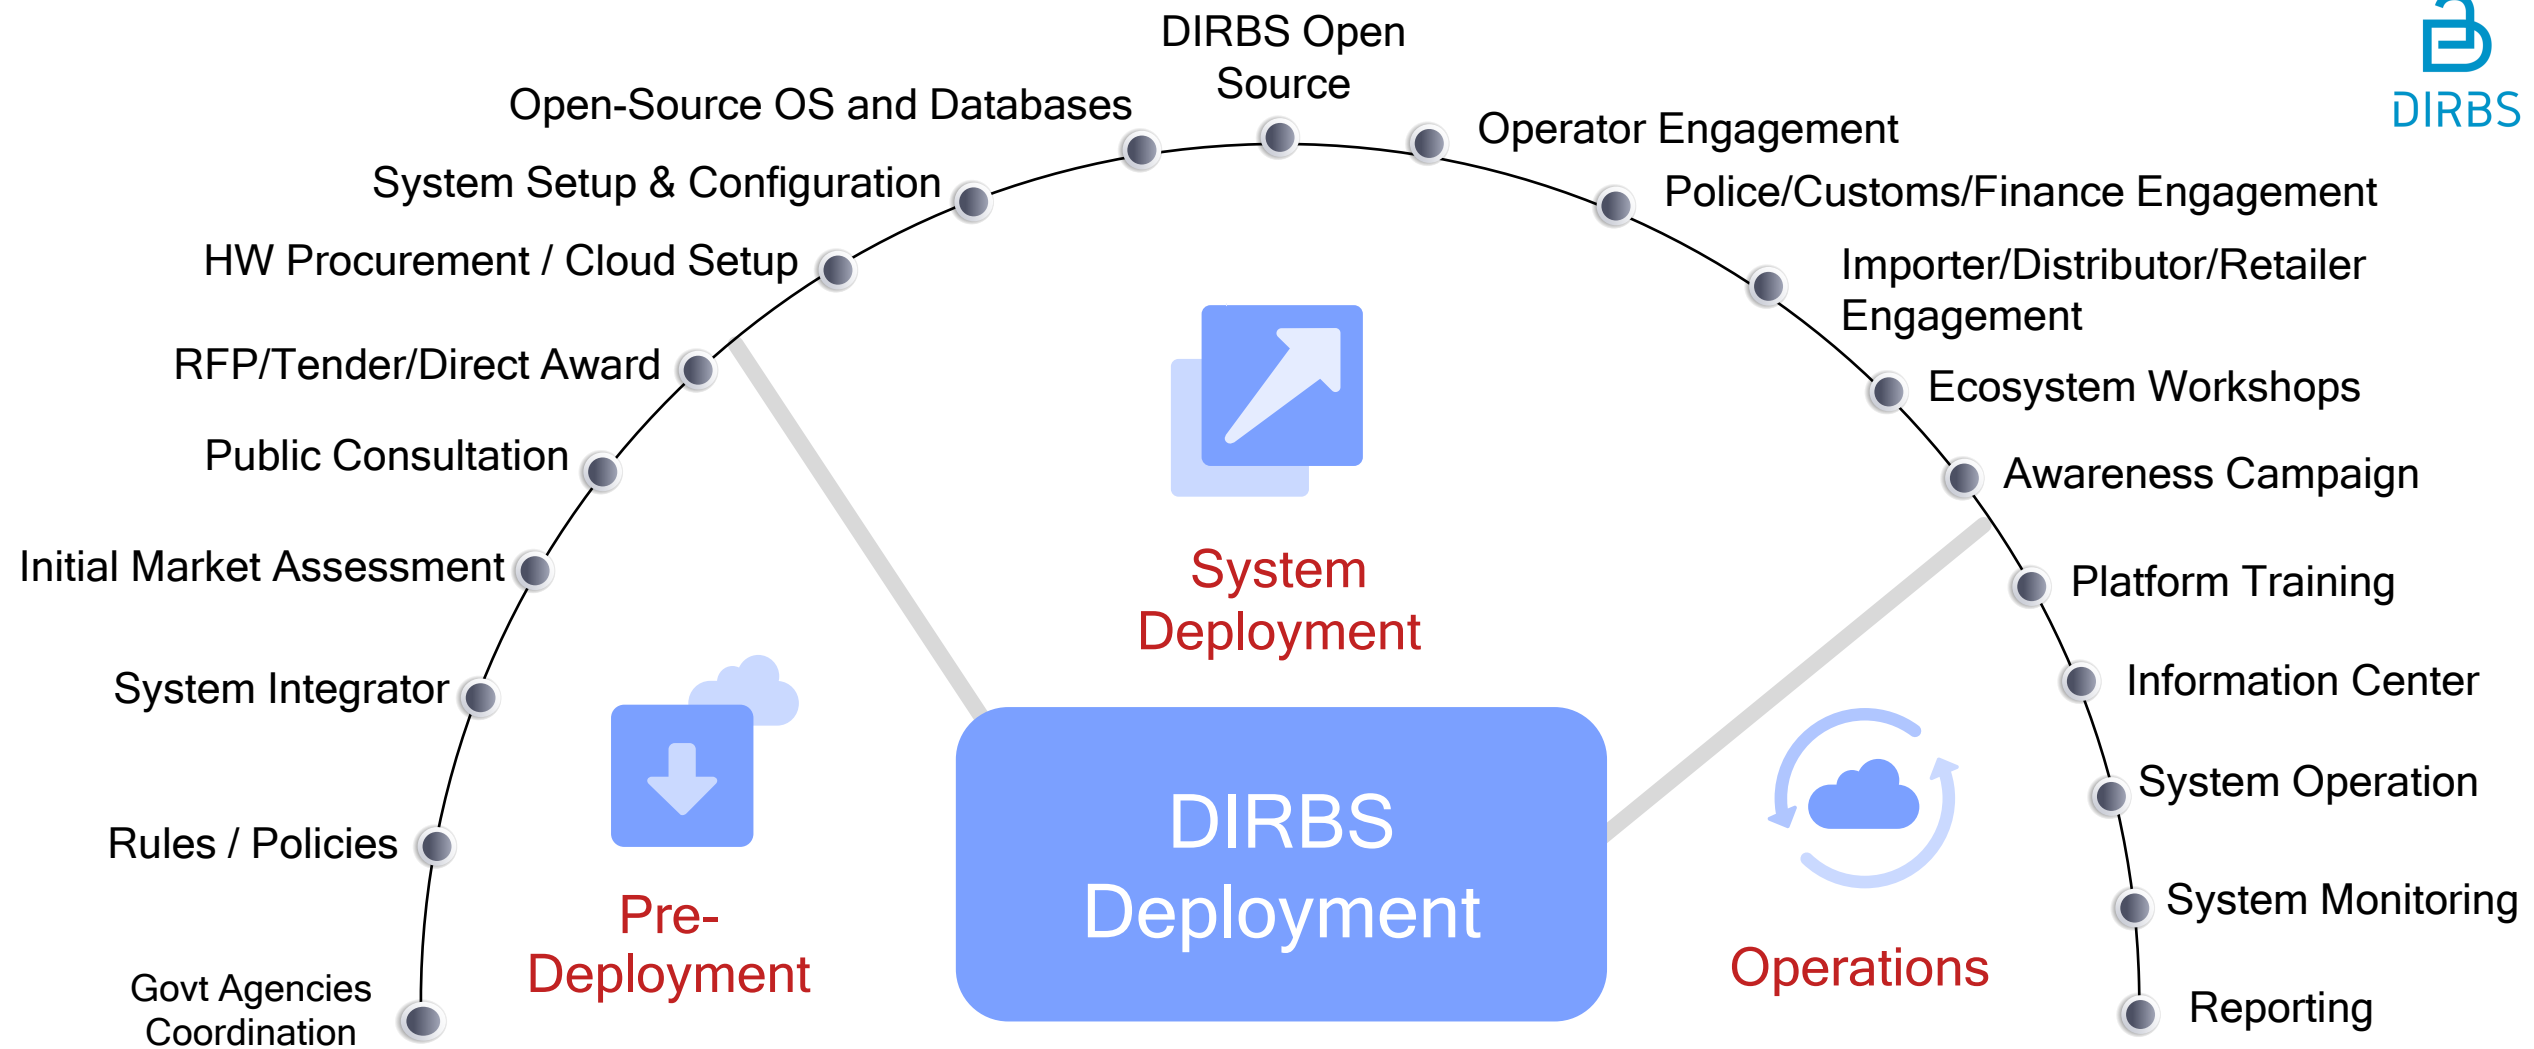 DIRBS Open
Source
DIRBS
Open-Source OS and Databases
Operator Engagement
System Setup & Configuration
Police/Customs/Finance Engagement
HW Procurement / Cloud Setup
Importer/Distributor/Retailer
Engagement
RFP/Tender/Direct Award
Ecosystem Workshops
Public Consultation
Awareness Campaign
Initial Market Assessment
System
Deployment
Platform Training
System Integrator
Information Center
System Operation
Rules / Policies
DIRBS
Deployment
Pre-
Deployment
System Monitoring
Operations
Govt Agencies
Coordination
Reporting